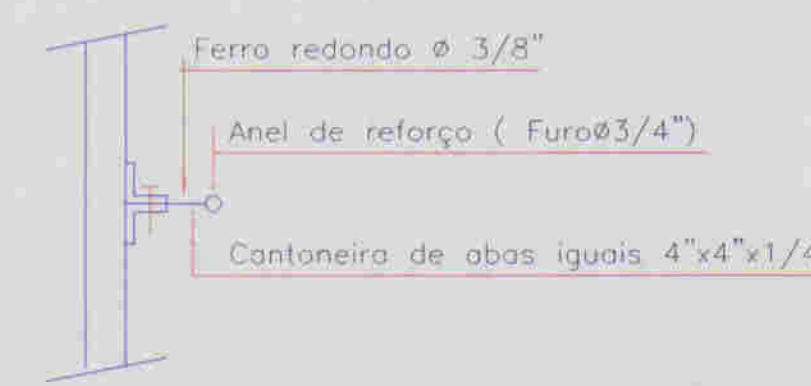 Ferro redondo Ø 3/8"
Anel de reforço ( FuroØ3/4")
Cantoneira de abas iguais 4"x4"x1/4